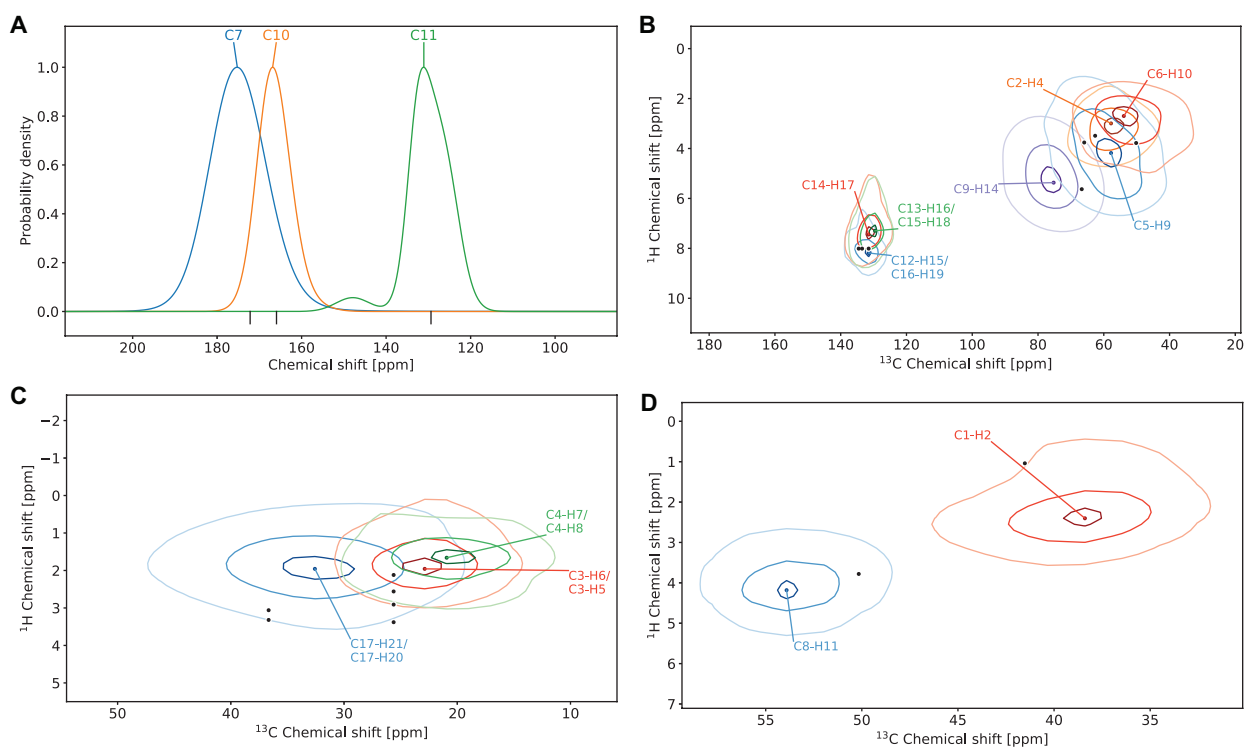 A
C7
C10
C11
1.0
0.8
0.6
0.4
0.2
0.0
Probability density
200
180
160
140
120
100
Chemical shift [ppm]
B
0
2
4
6
8
10
¹H Chemical shift [ppm]
C2–H4
C6–H10
C9–H14
C5–H9
C14–H17
C13–H16/
C15–H18
C12–H15/
C16–H19
180
160
140
120
100
80
60
40
20
¹³C Chemical shift [ppm]
C
−2
−1
0
1
2
3
4
5
¹H Chemical shift [ppm]
C4–H7/
C4–H8
C3–H6/
C3–H5
C17–H21/
C17–H20
50
40
30
20
10
¹³C Chemical shift [ppm]
D
0
1
2
3
4
5
6
7
¹H Chemical shift [ppm]
C1–H2
C8–H11
55
50
45
40
35
¹³C Chemical shift [ppm]